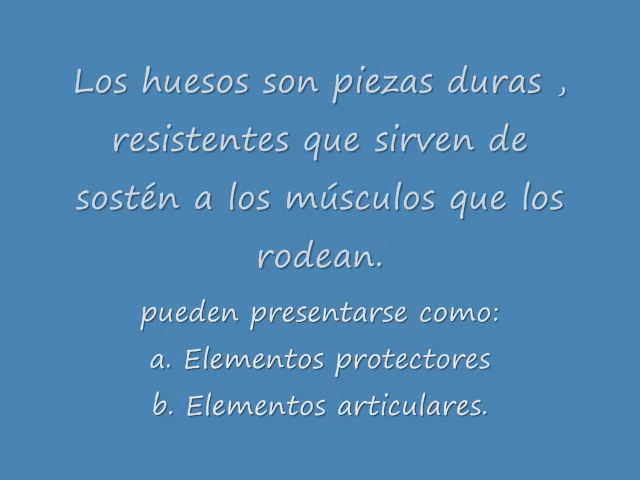 Los huesos son piezas duras ,
resistentes que sirven de
sostén a los músculos que los
rodean.
pueden presentarse como:
a. Elementos protectores
b. Elementos articulares.